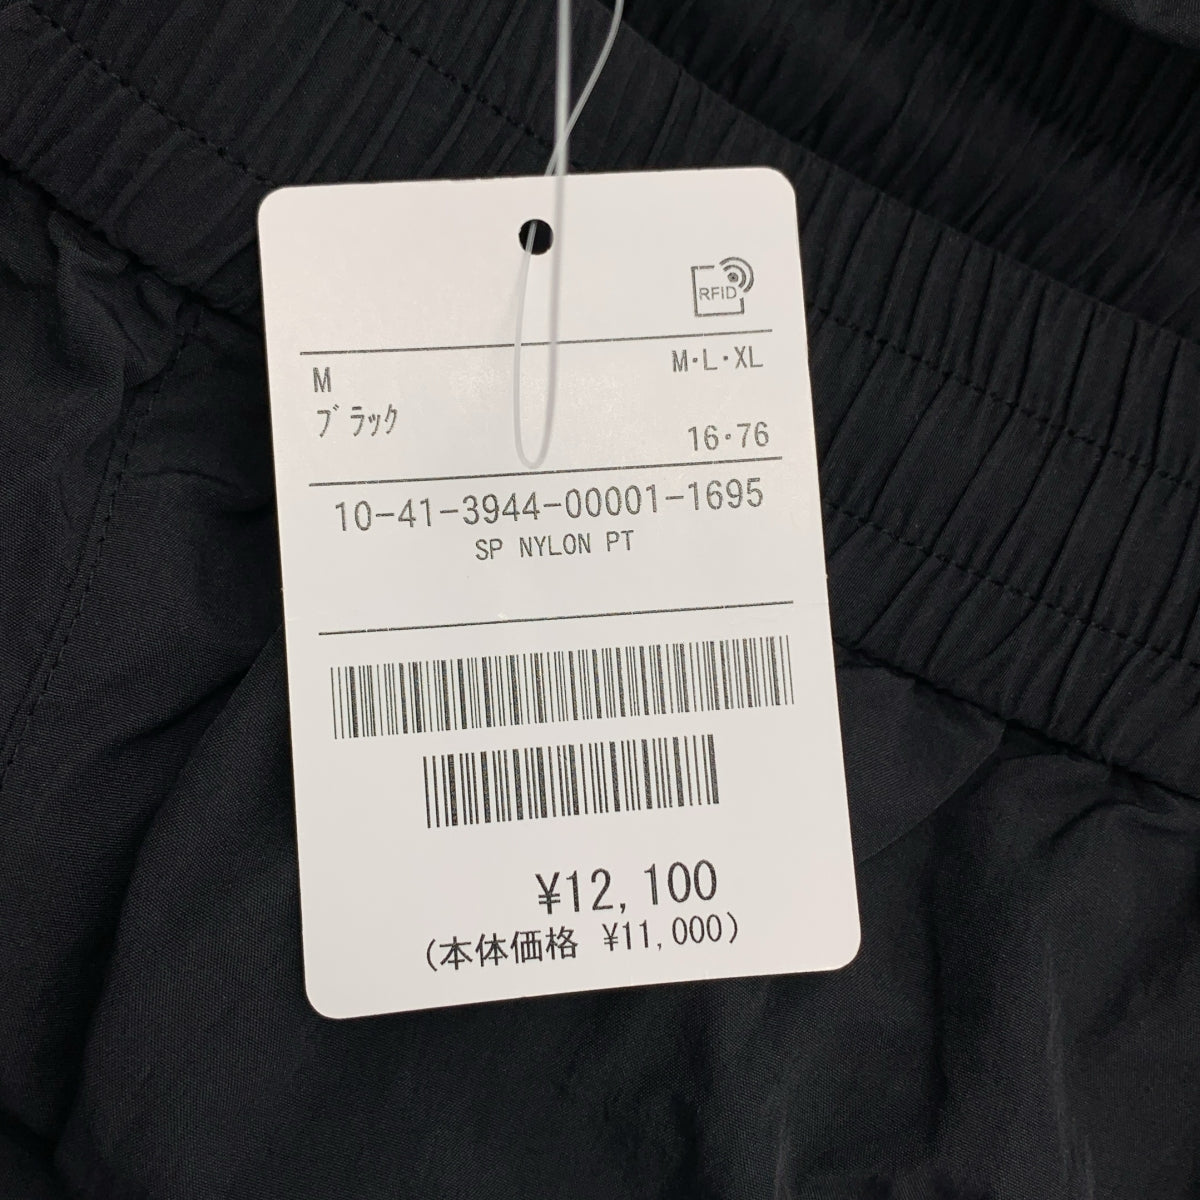 RFID
M M・L・XL
ブラック
16・76
10-41-3944-00001-1695
SP NYLON PT
¥12,100
(本体価格 ¥11,000)